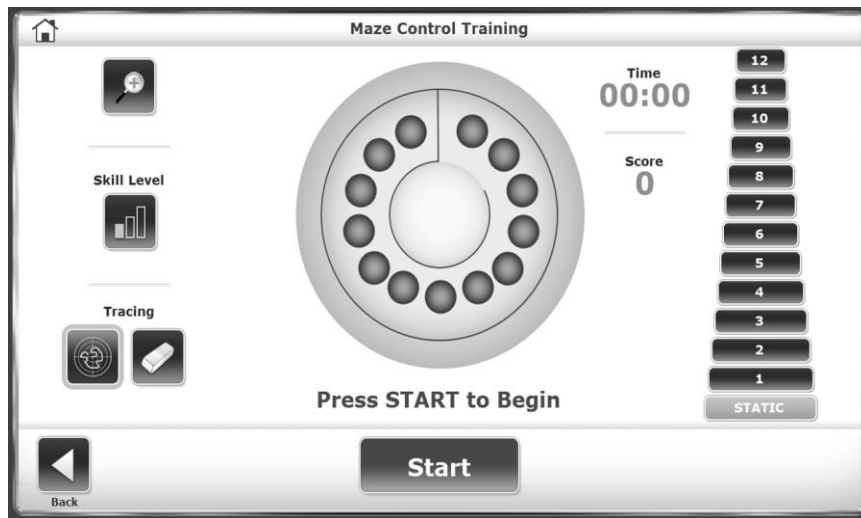 Maze Control Training
Skill Level
Tracing
Time
00:00
Score
0
12
11
10
9
8
7
6
5
4
3
2
1
STATIC
Press START to Begin
Back
Start